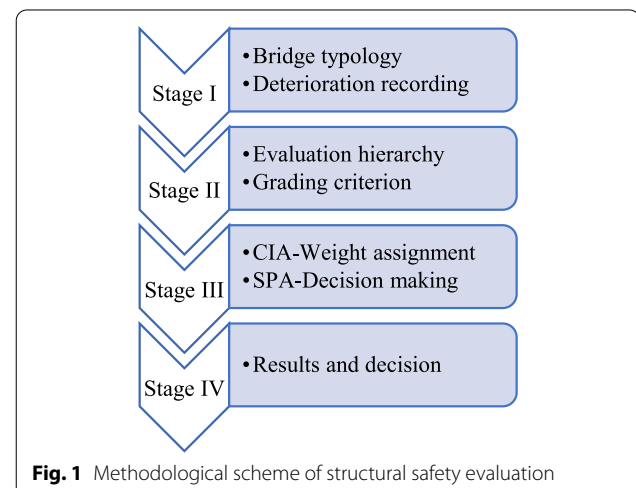 Stage I
•Bridge typology
•Deterioration recording
Stage II
•Evaluation hierarchy
•Grading criterion
Stage III
•CIA-Weight assignment
•SPA-Decision making
Stage IV
•Results and decision
Fig. 1 Methodological scheme of structural safety evaluation